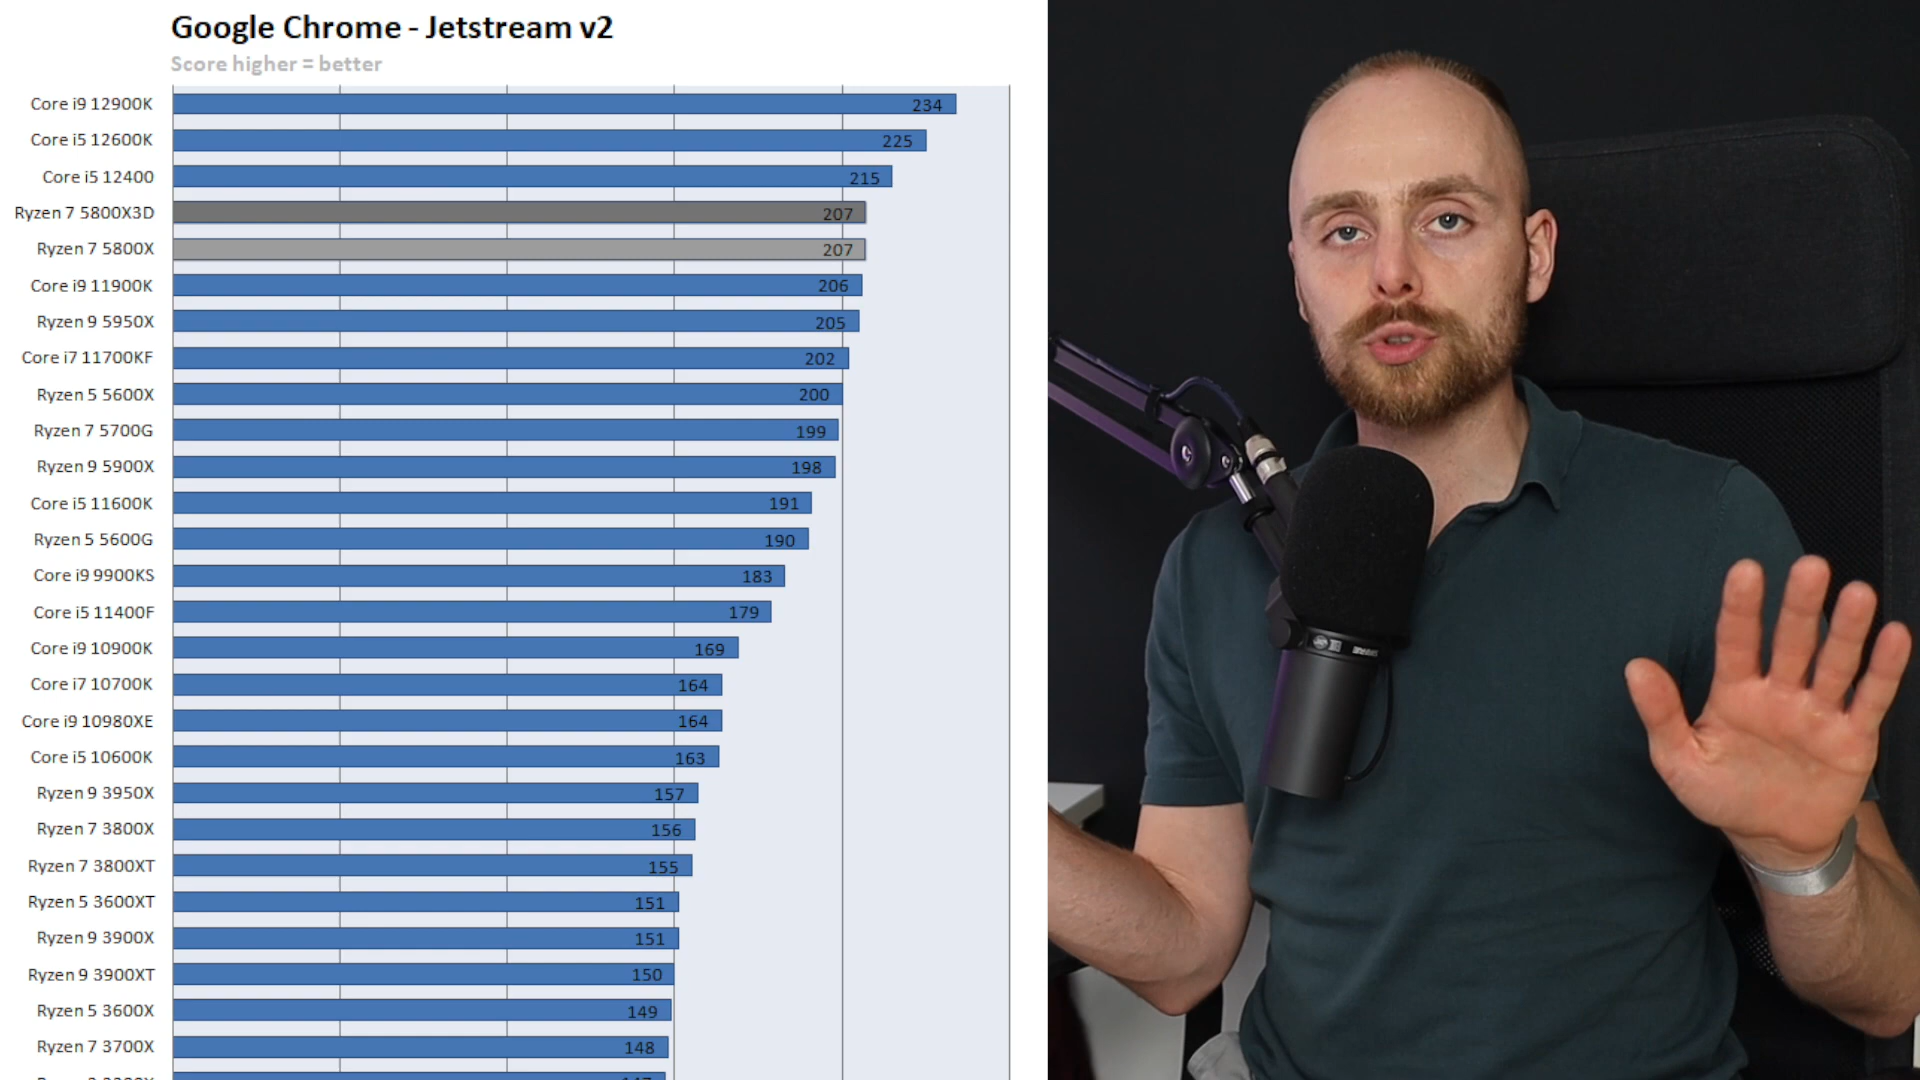 Google Chrome - Jetstream v2
Score higher = better
Core i9 12900K 234
Core i5 12600K 225
Core i5 12400 215
Ryzen 7 5800X3D 207
Ryzen 7 5800X 207
Core i9 11900K 206
Ryzen 9 5950X 205
Core i7 11700KF 202
Ryzen 5 5600X 200
Ryzen 7 5700G 199
Ryzen 9 5900X 198
Core i5 11600K 191
Ryzen 5 5600G 190
Core i9 9900KS 183
Core i5 11400F 179
Core i9 10900K 169
Core i7 10700K 164
Core i9 10980XE 164
Core i5 10600K 163
Ryzen 9 3950X 157
Ryzen 7 3800X 156
Ryzen 7 3800XT 155
Ryzen 5 3600XT 151
Ryzen 9 3900X 151
Ryzen 9 3900XT 150
Ryzen 5 3600X 149
Ryzen 7 3700X 148